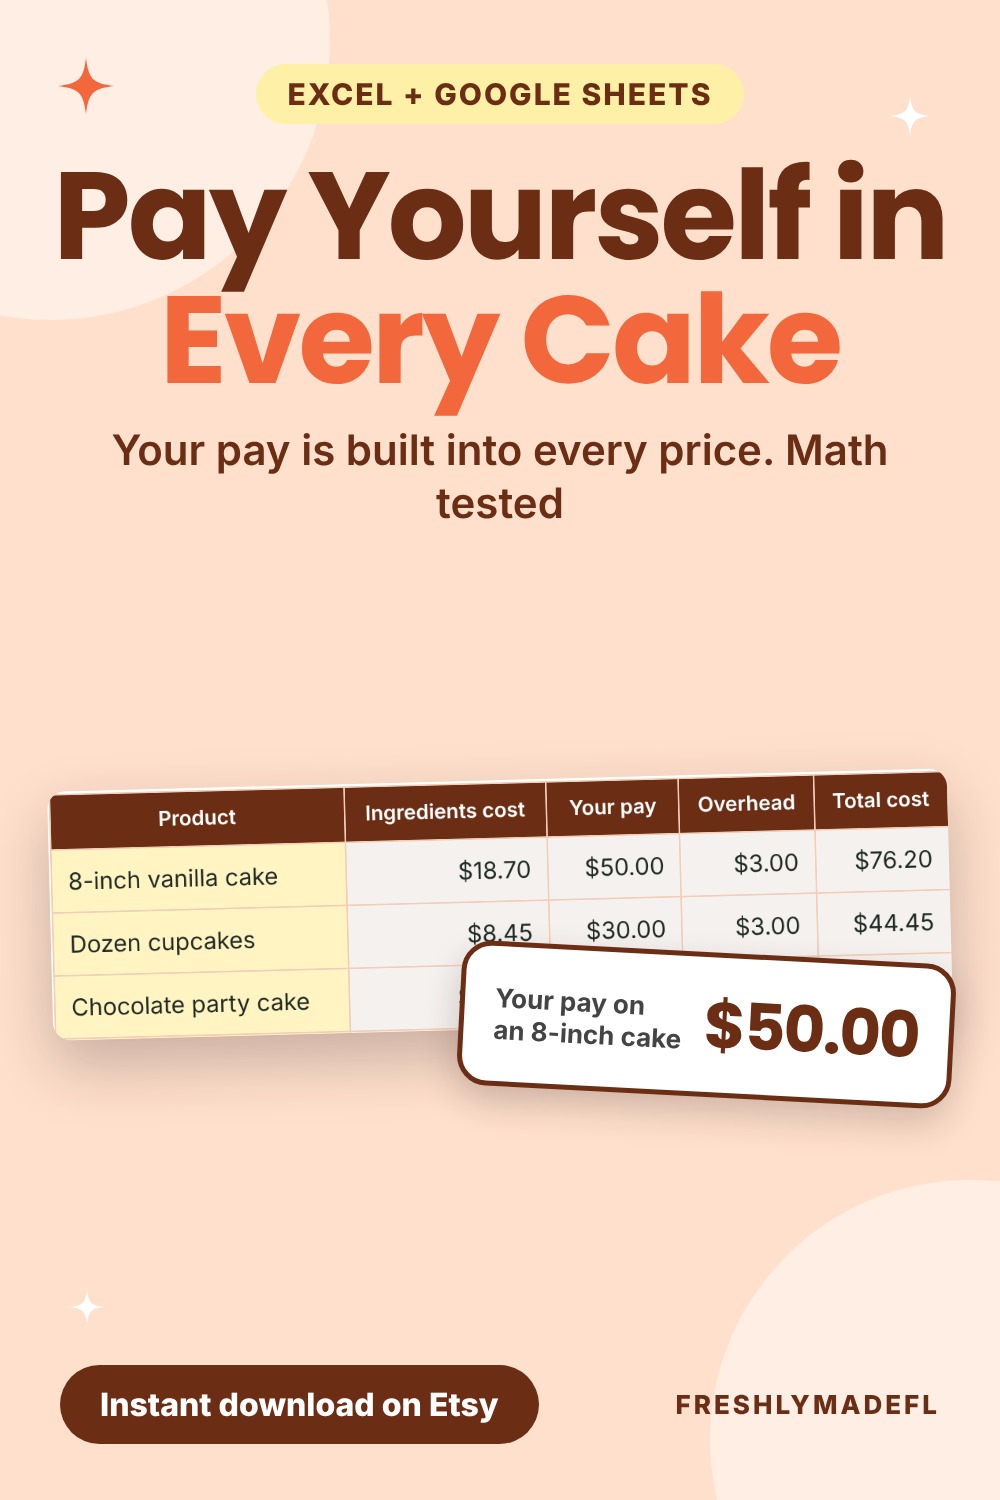 EXCEL + GOOGLE SHEETS
Pay Yourself in
Every Cake
Your pay is built into every price. Math
tested
Product Ingredients cost Your pay Overhead Total cost
8-inch vanilla cake $18.70 $50.00 $3.00 $76.20
Dozen cupcakes $8.45 $30.00 $3.00 $44.45
Chocolate party cake
Your pay on
an 8-inch cake
$50.00
Instant download on Etsy
FRESHLYMADEFL